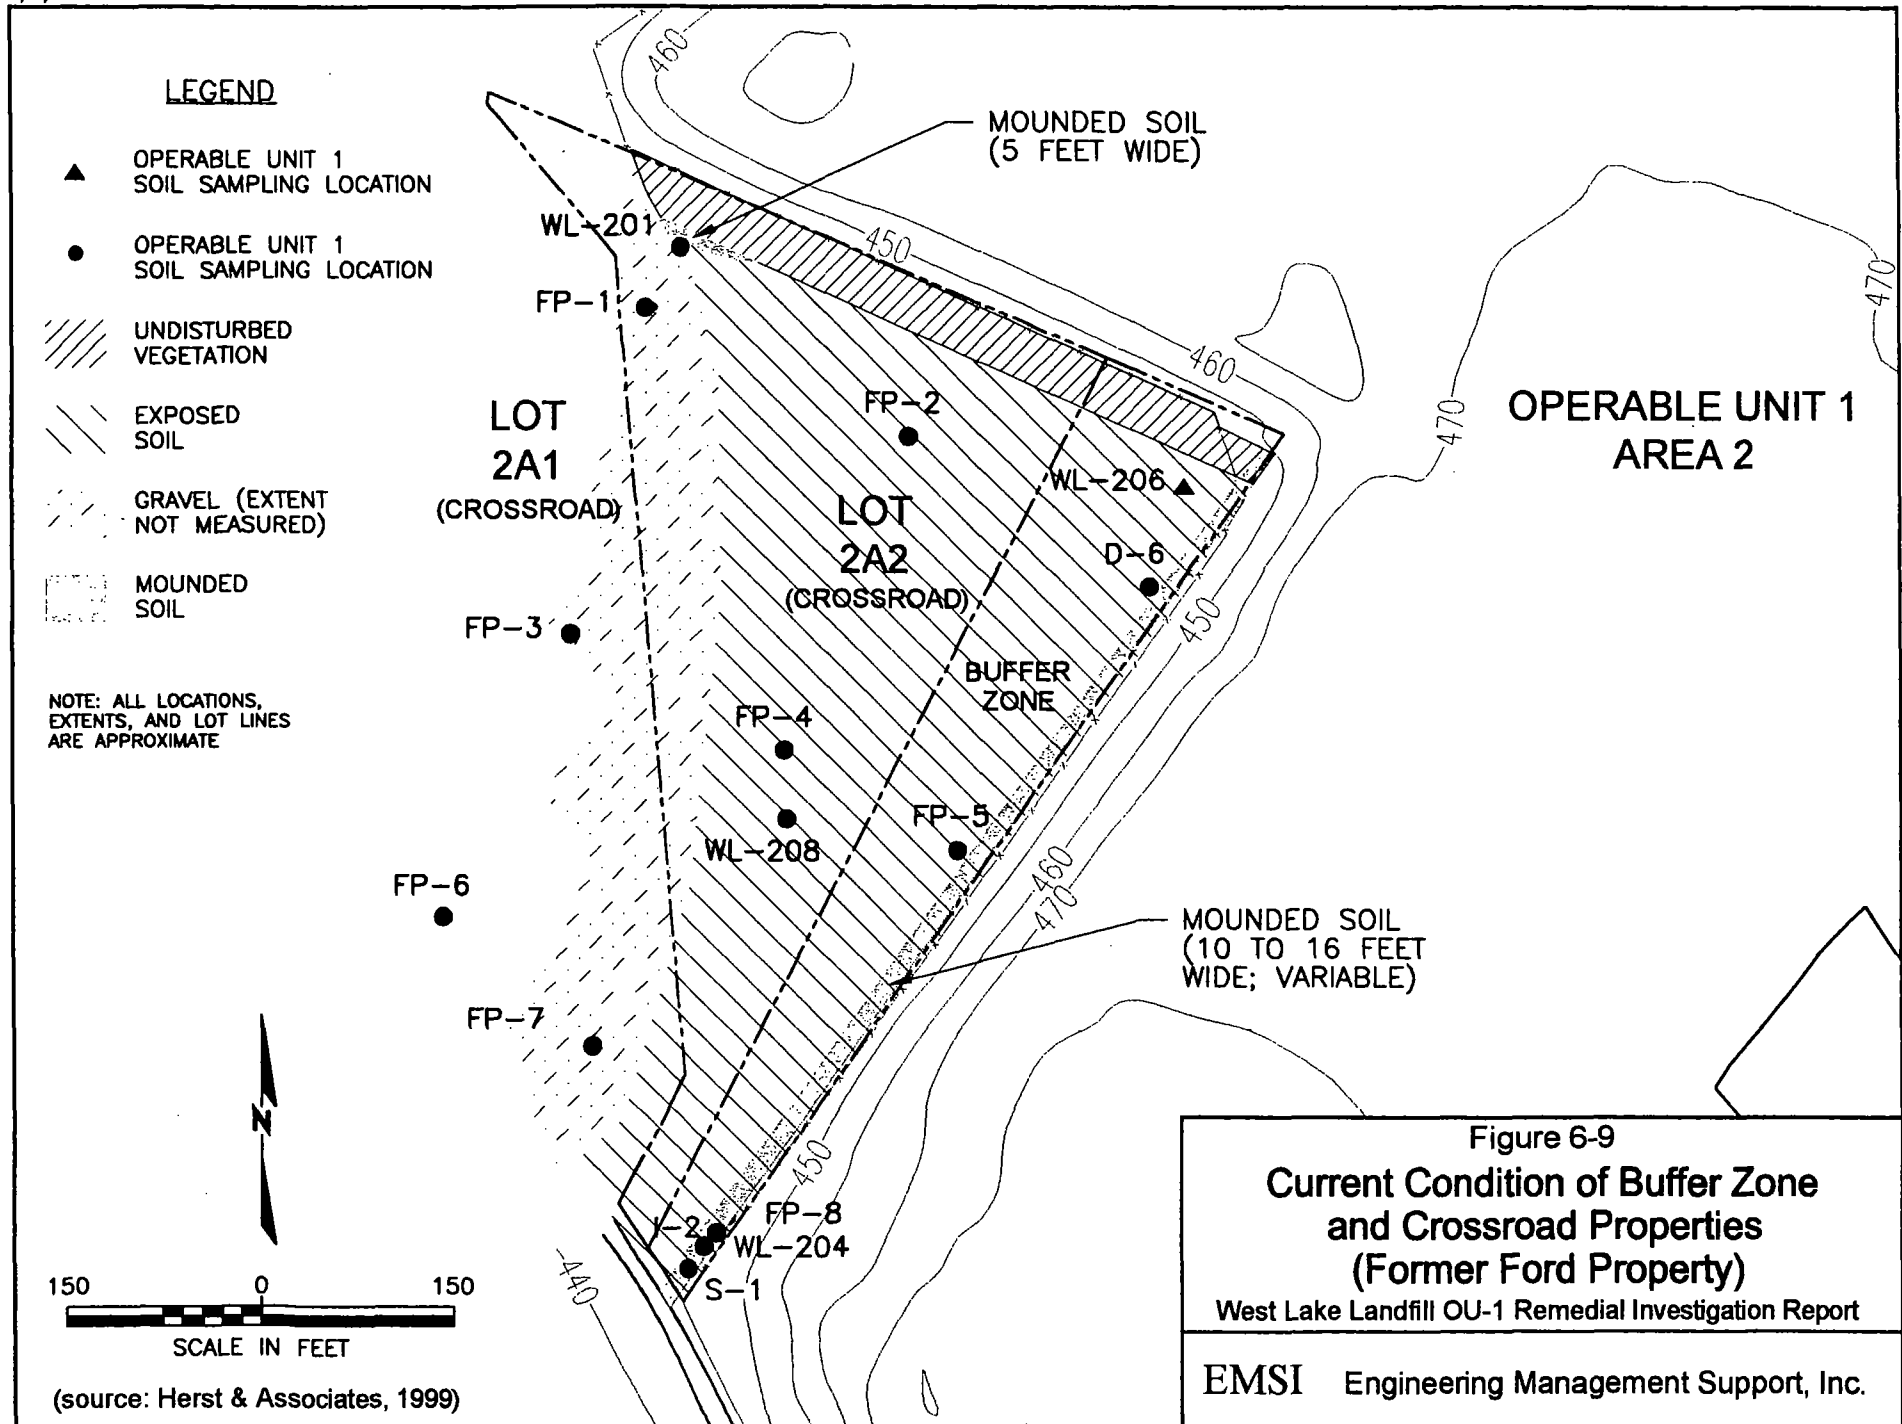 LEGEND
OPERABLE UNIT 1
SOIL SAMPLING LOCATION
OPERABLE UNIT 1
SOIL SAMPLING LOCATION
UNDISTURBED
VEGETATION
EXPOSED
SOIL
GRAVEL (EXTENT
NOT MEASURED)
MOUNDED
SOIL
NOTE: ALL LOCATIONS,
EXTENTS, AND LOT LINES
ARE APPROXIMATE
460
MOUNDED SOIL
(5 FEET WIDE)
WL-201
450
FP-1
470
460
LOT
2A1
(CROSSROAD)
FP-2
470
OPERABLE UNIT 1
AREA 2
WL-206
LOT
2A2
(CROSSROAD)
D-6
450
FP-3
BUFFER
ZONE
FP-4
FP-5
WL-208
460
470
FP-6
MOUNDED SOIL
(10 TO 16 FEET
WIDE; VARIABLE)
FP-7
N
450
FP-8
WL-204
S-1
440
150 0 150
SCALE IN FEET
(source: Herst & Associates, 1999)
Figure 6-9
Current Condition of Buffer Zone
and Crossroad Properties
(Former Ford Property)
West Lake Landfill OU-1 Remedial Investigation Report
EMSI Engineering Management Support, Inc.